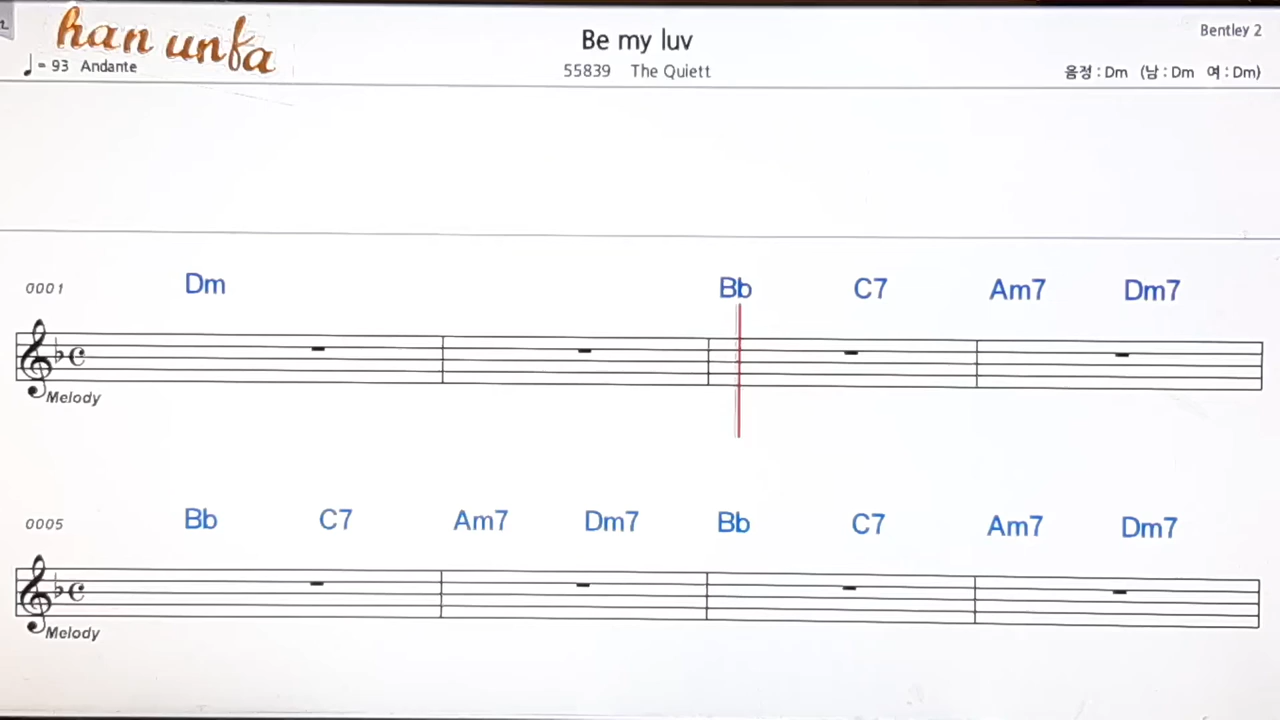 han unfa
Be my luv
Bentley 2
♩ = 93 Andante
55839 The Quiett
음정 : Dm (남 : Dm 여 : Dm)
0001 Dm Bb C7 Am7 Dm7
Melody
0005 Bb C7 Am7 Dm7 Bb C7 Am7 Dm7
Melody